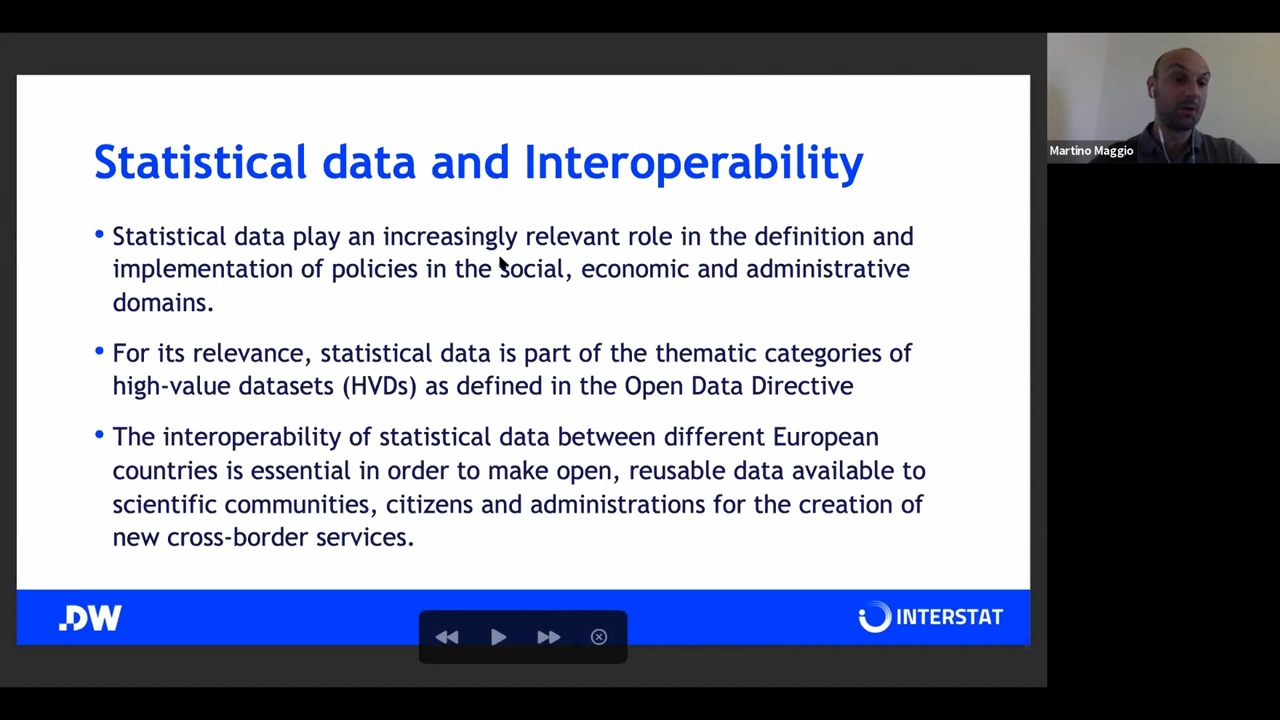 Statistical data and Interoperability
• Statistical data play an increasingly relevant role in the definition and
implementation of policies in the social, economic and administrative
domains.
• For its relevance, statistical data is part of the thematic categories of
high-value datasets (HVDs) as defined in the Open Data Directive
• The interoperability of statistical data between different European
countries is essential in order to make open, reusable data available to
scientific communities, citizens and administrations for the creation of
new cross-border services.
.DW
INTERSTAT
Martino Maggio